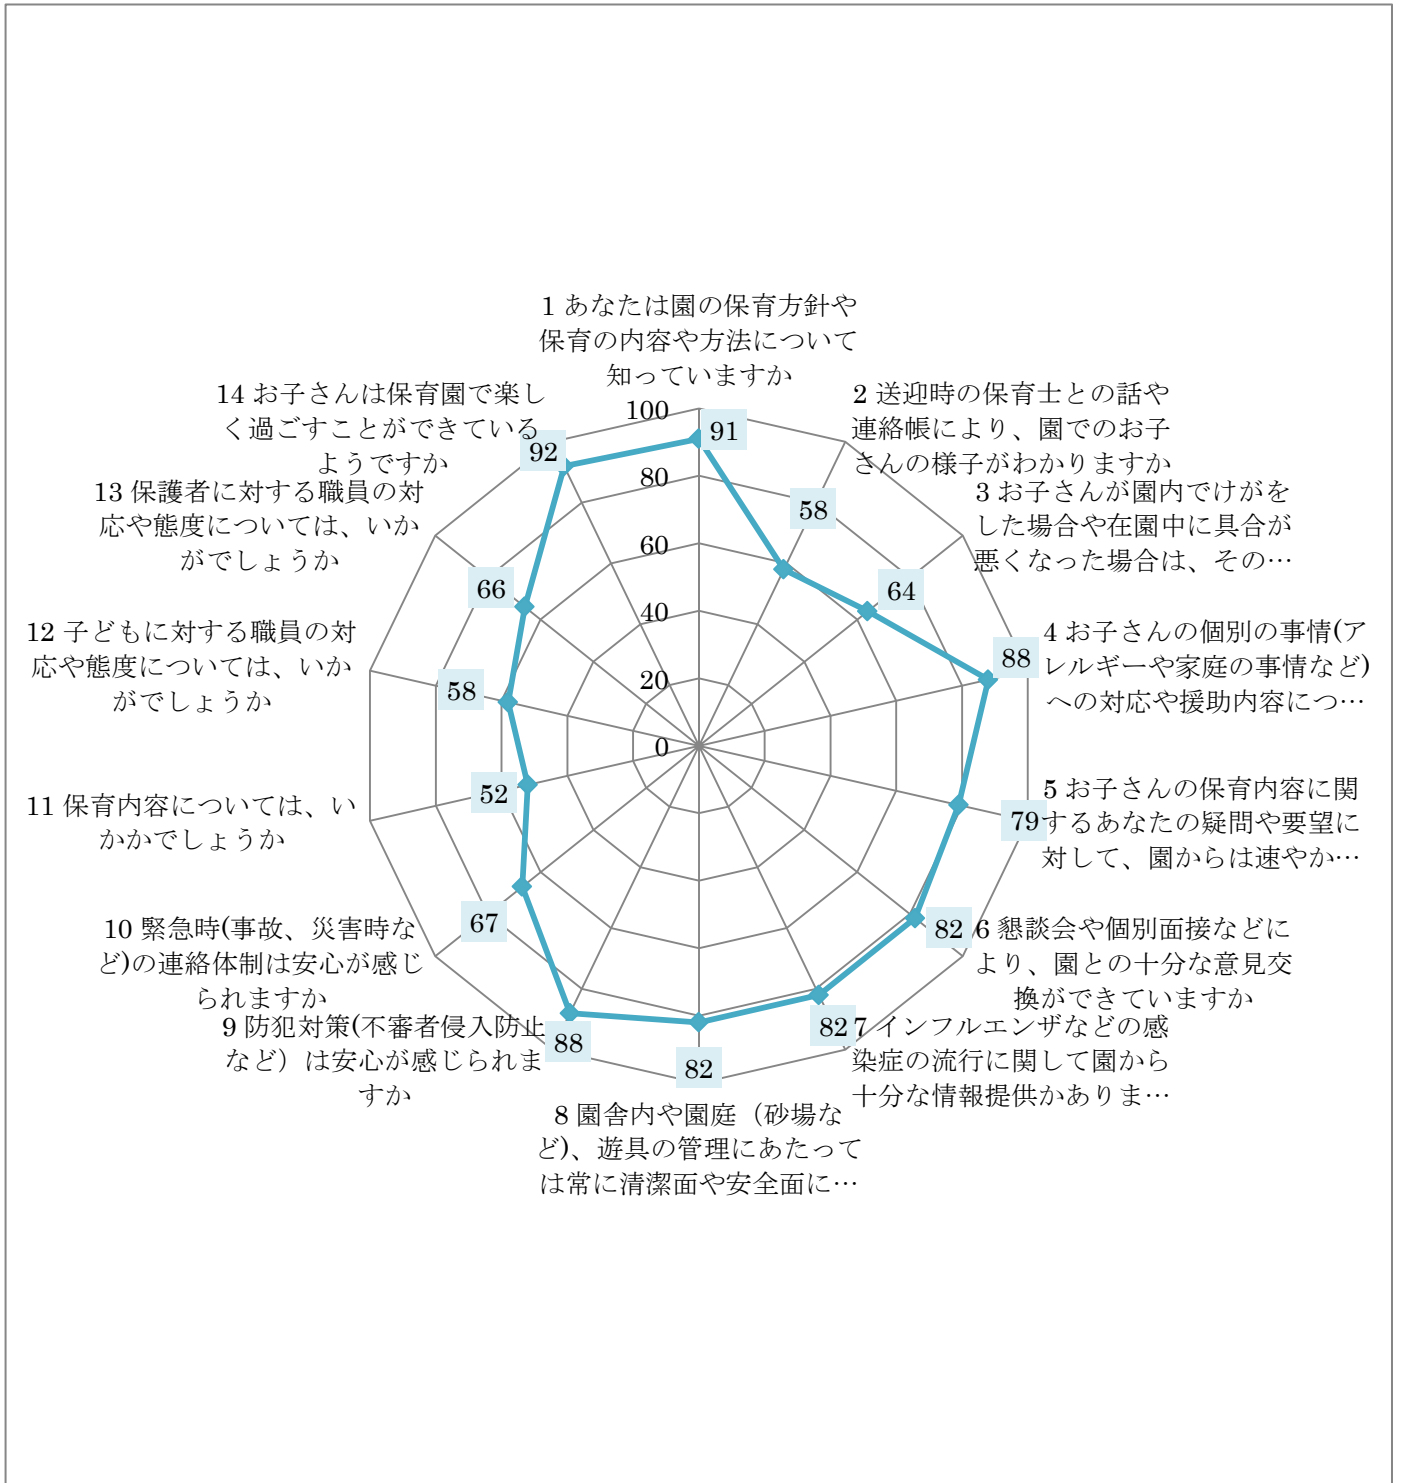 1 あなたは園の保育方針や
保育の内容や方法について
知っていますか
2 送迎時の保育士との話や
連絡帳により、園でのお子
さんの様子がわかりますか
3 お子さんが園内でけがを
した場合や在園中に具合が
悪くなった場合は、その…
4 お子さんの個別の事情(ア
レルギーや家庭の事情など)
への対応や援助内容につ…
5 お子さんの保育内容に関
するあなたの疑問や要望に
対して、園からは速やか…
6 懇談会や個別面接などに
より、園との十分な意見交
換ができていますか
7 インフルエンザなどの感
染症の流行に関して園から
十分な情報提供かありま…
8 園舎内や園庭（砂場な
ど)、遊具の管理にあたって
は常に清潔面や安全面に…
9 防犯対策(不審者侵入防止
など）は安心が感じられま
すか
10 緊急時(事故、災害時な
ど)の連絡体制は安心が感じ
られますか
11 保育内容については、い
かかでしょうか
12 子どもに対する職員の対
応や態度については、いか
がでしょうか
13 保護者に対する職員の対
応や態度については、いか
がでしょうか
14 お子さんは保育園で楽し
く過ごすことができている
ようですか
100
80
60
40
20
0
91
58
64
88
79
82
82
82
88
67
52
58
66
92